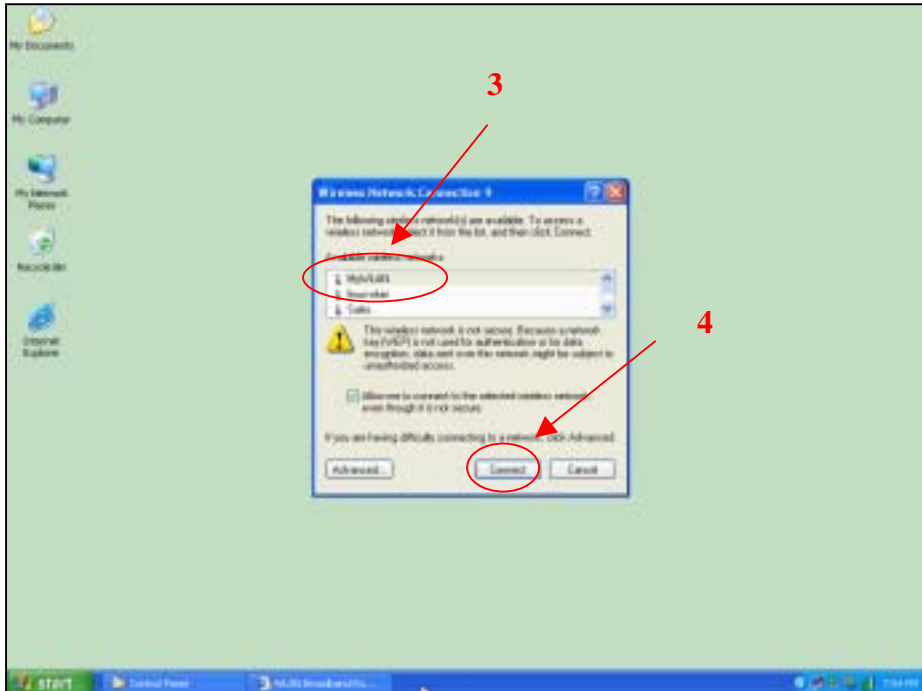 My Documents
3
My Computer
Wireless Network Connection 9
My Network
Places
The following wireless network(s) are available. To access a
wireless network, select it from the list, and then click Connect.
Available wireless networks:
MyWLAN
Recycle Bin
Sales
4
This wireless network is not secure. Because a network
key (WEP) is not used for authentication or for data
encryption, data sent over this network might be subject to
unauthorized access.
Internet
Explorer
Allow me to connect to the selected wireless network,
even though it is not secure
If you are having difficulty connecting to a network, click Advanced.
Advanced...
Connect
Cancel
start
Control Panel
WLAN Broadband